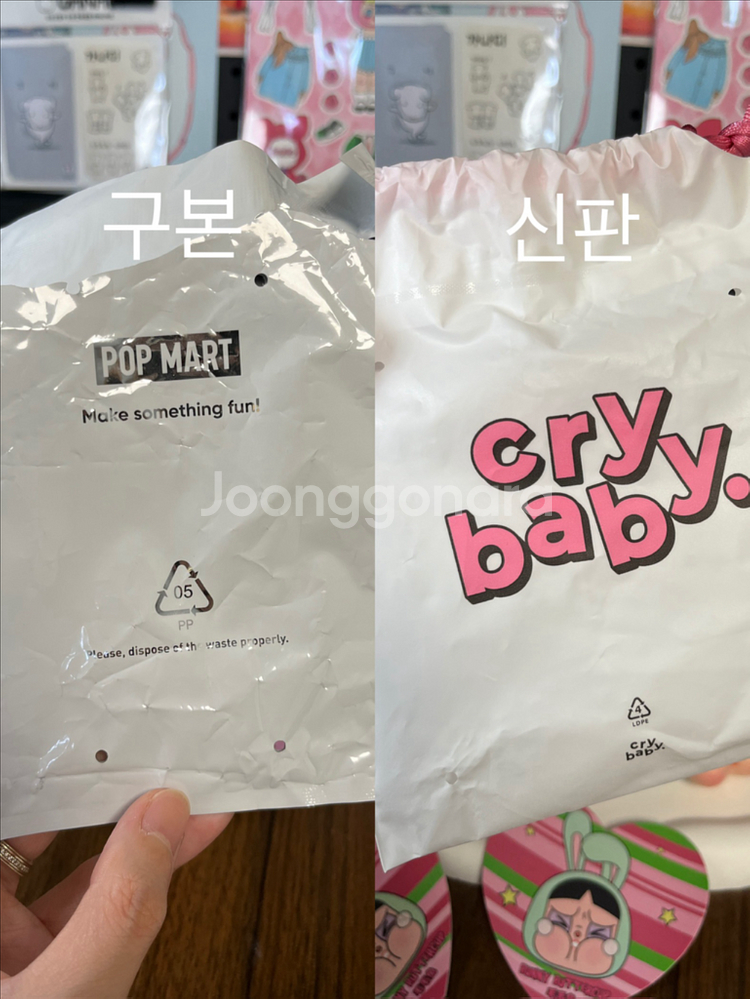 구본
POP MART
Make something fun!
05
PP
Please, dispose of th waste properly.
신판
cry
baby.
4
LDPE
cry
baby.
Joonggonara